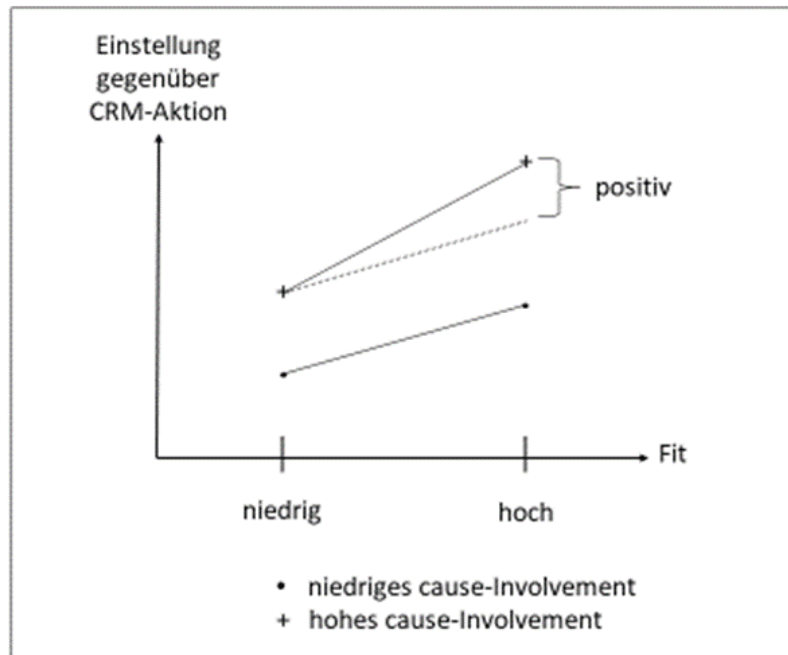 Einstellung
gegenüber
CRM-Aktion
positiv
Fit
niedrig
hoch
• niedriges cause-Involvement
+ hohes cause-Involvement